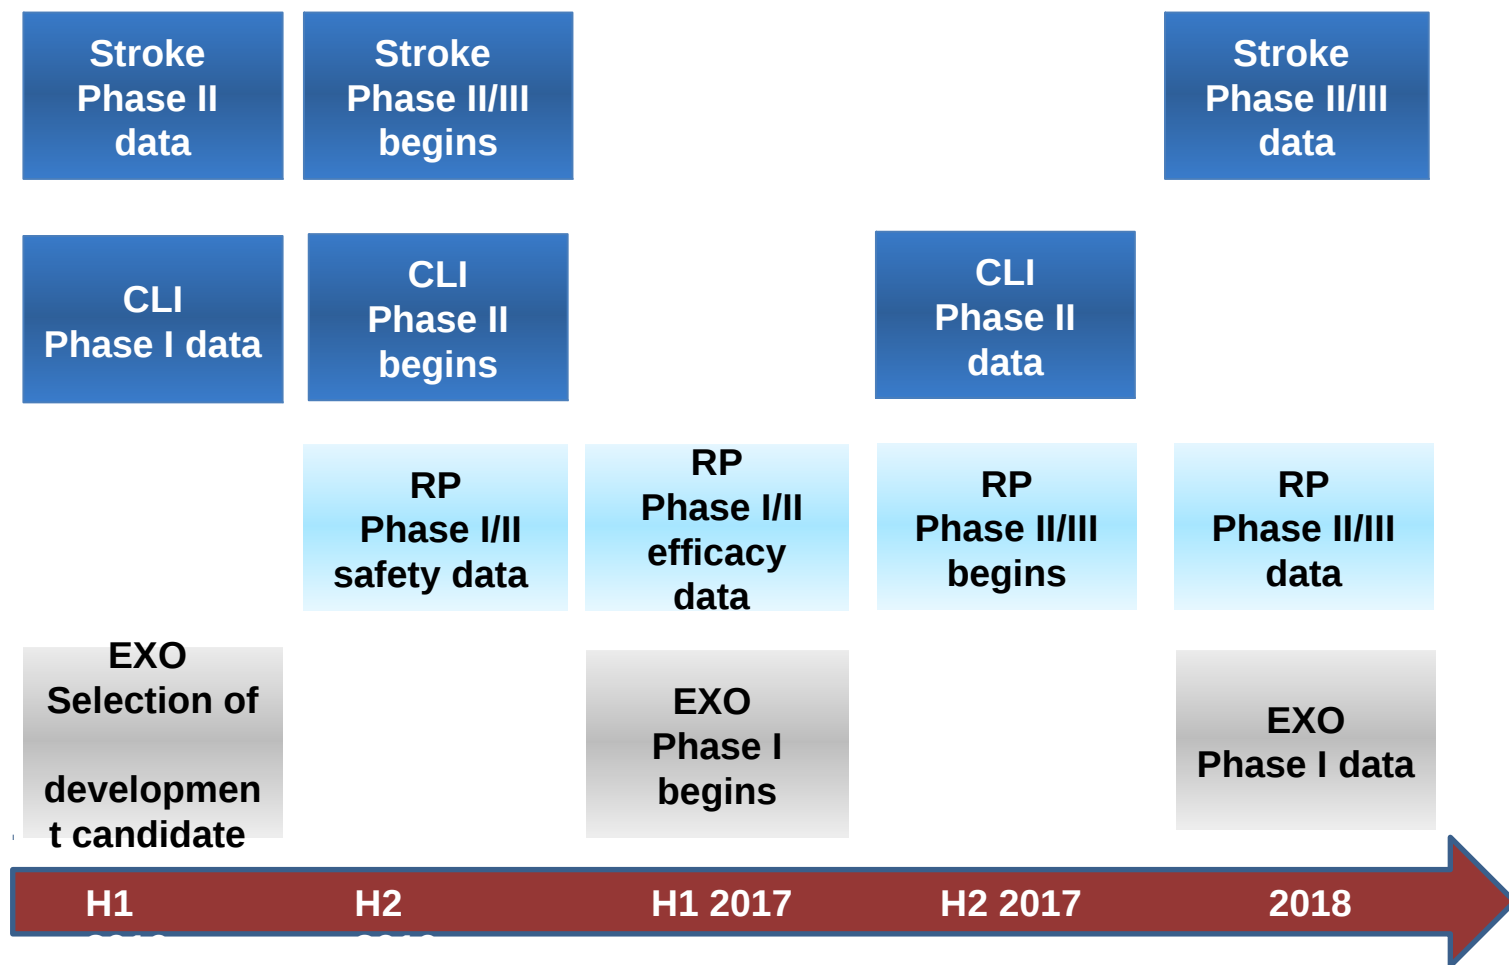 Stroke
Phase II
data
Stroke
Phase II/III
begins
Stroke
Phase II/III
data
CLI
Phase I data
CLI
Phase II
begins
CLI
Phase II
data
RP
Phase I/II
safety data
RP
Phase I/II
efficacy
data
RP
Phase II/III
begins
RP
Phase II/III
data
EXO
Selection of
developmen
t candidate
EXO
Phase I
begins
EXO
Phase I data
H1
H2
H1 2017
H2 2017
2018